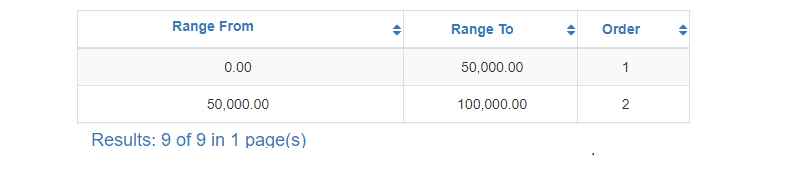 Range From Range To Order
0.00 50,000.00 1
50,000.00 100,000.00 2
Results: 9 of 9 in 1 page(s)
.